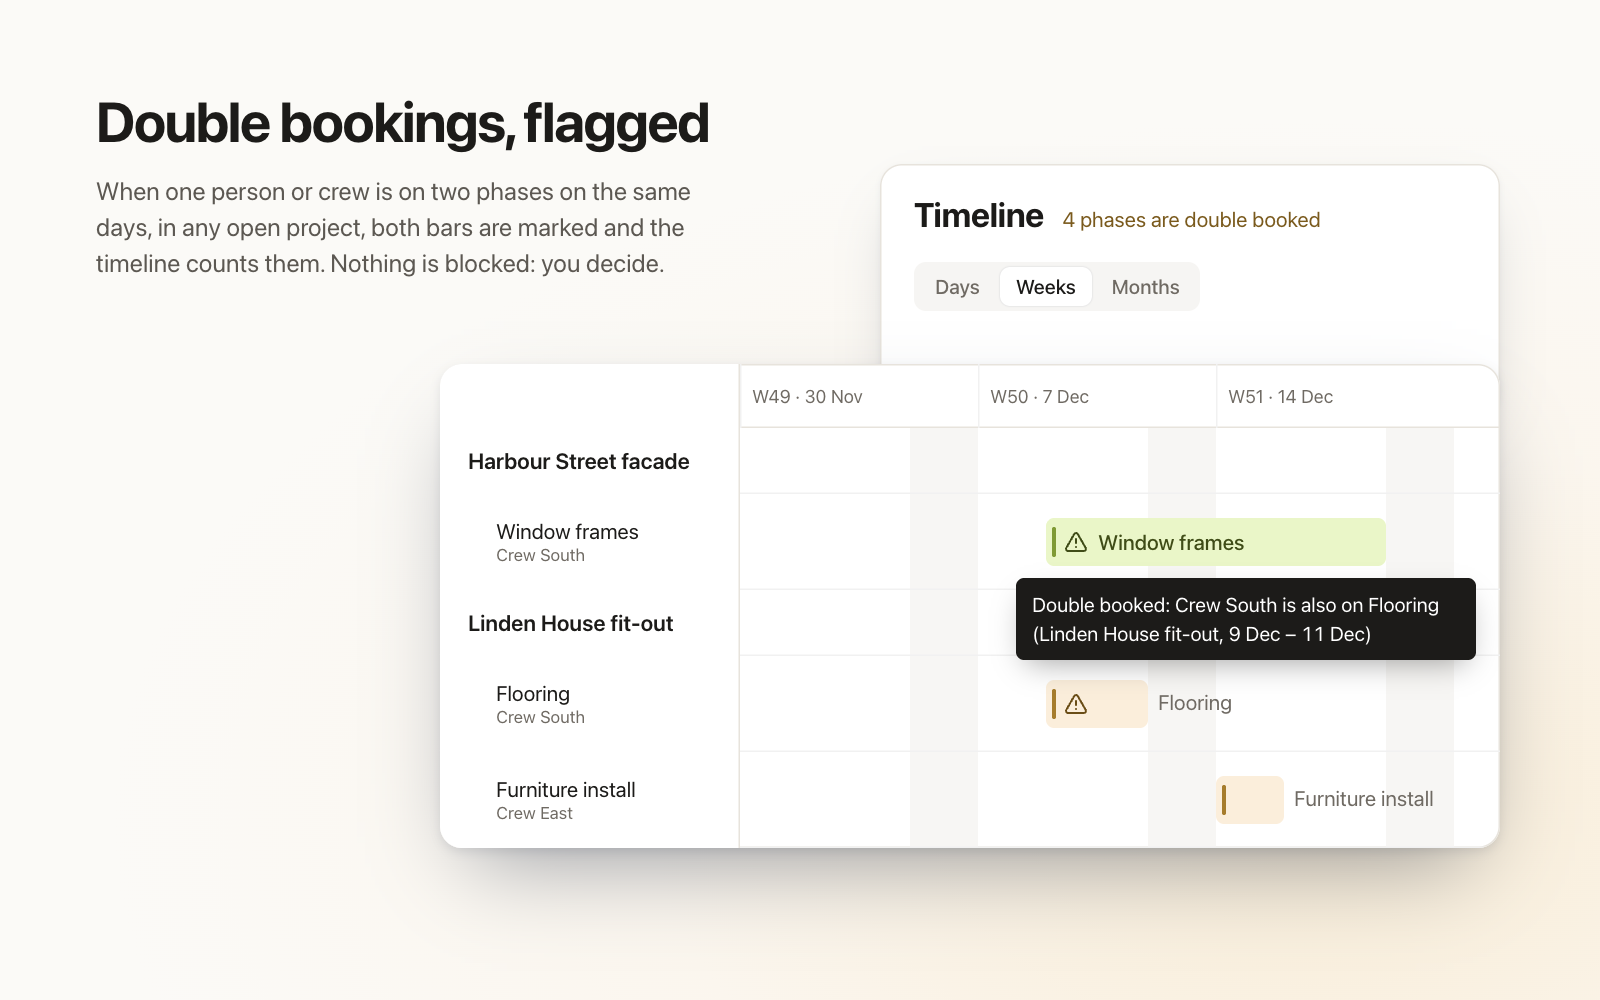 Double bookings, flagged
When one person or crew is on two phases on the same
days, in any open project, both bars are marked and the
timeline counts them. Nothing is blocked: you decide.
Timeline
4 phases are double booked
Days
Weeks
Months
W49 · 30 Nov
W50 · 7 Dec
W51 · 14 Dec
Harbour Street facade
Window frames
Crew South
Window frames
Double booked: Crew South is also on Flooring
(Linden House fit-out, 9 Dec – 11 Dec)
Linden House fit-out
Flooring
Crew South
Flooring
Furniture install
Crew East
Furniture install